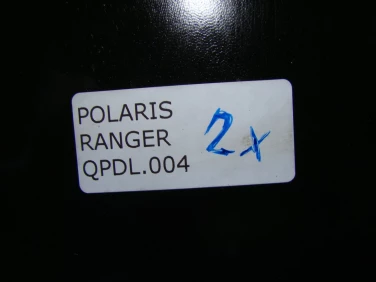 POLARIS
RANGER
QPDL.004
2x